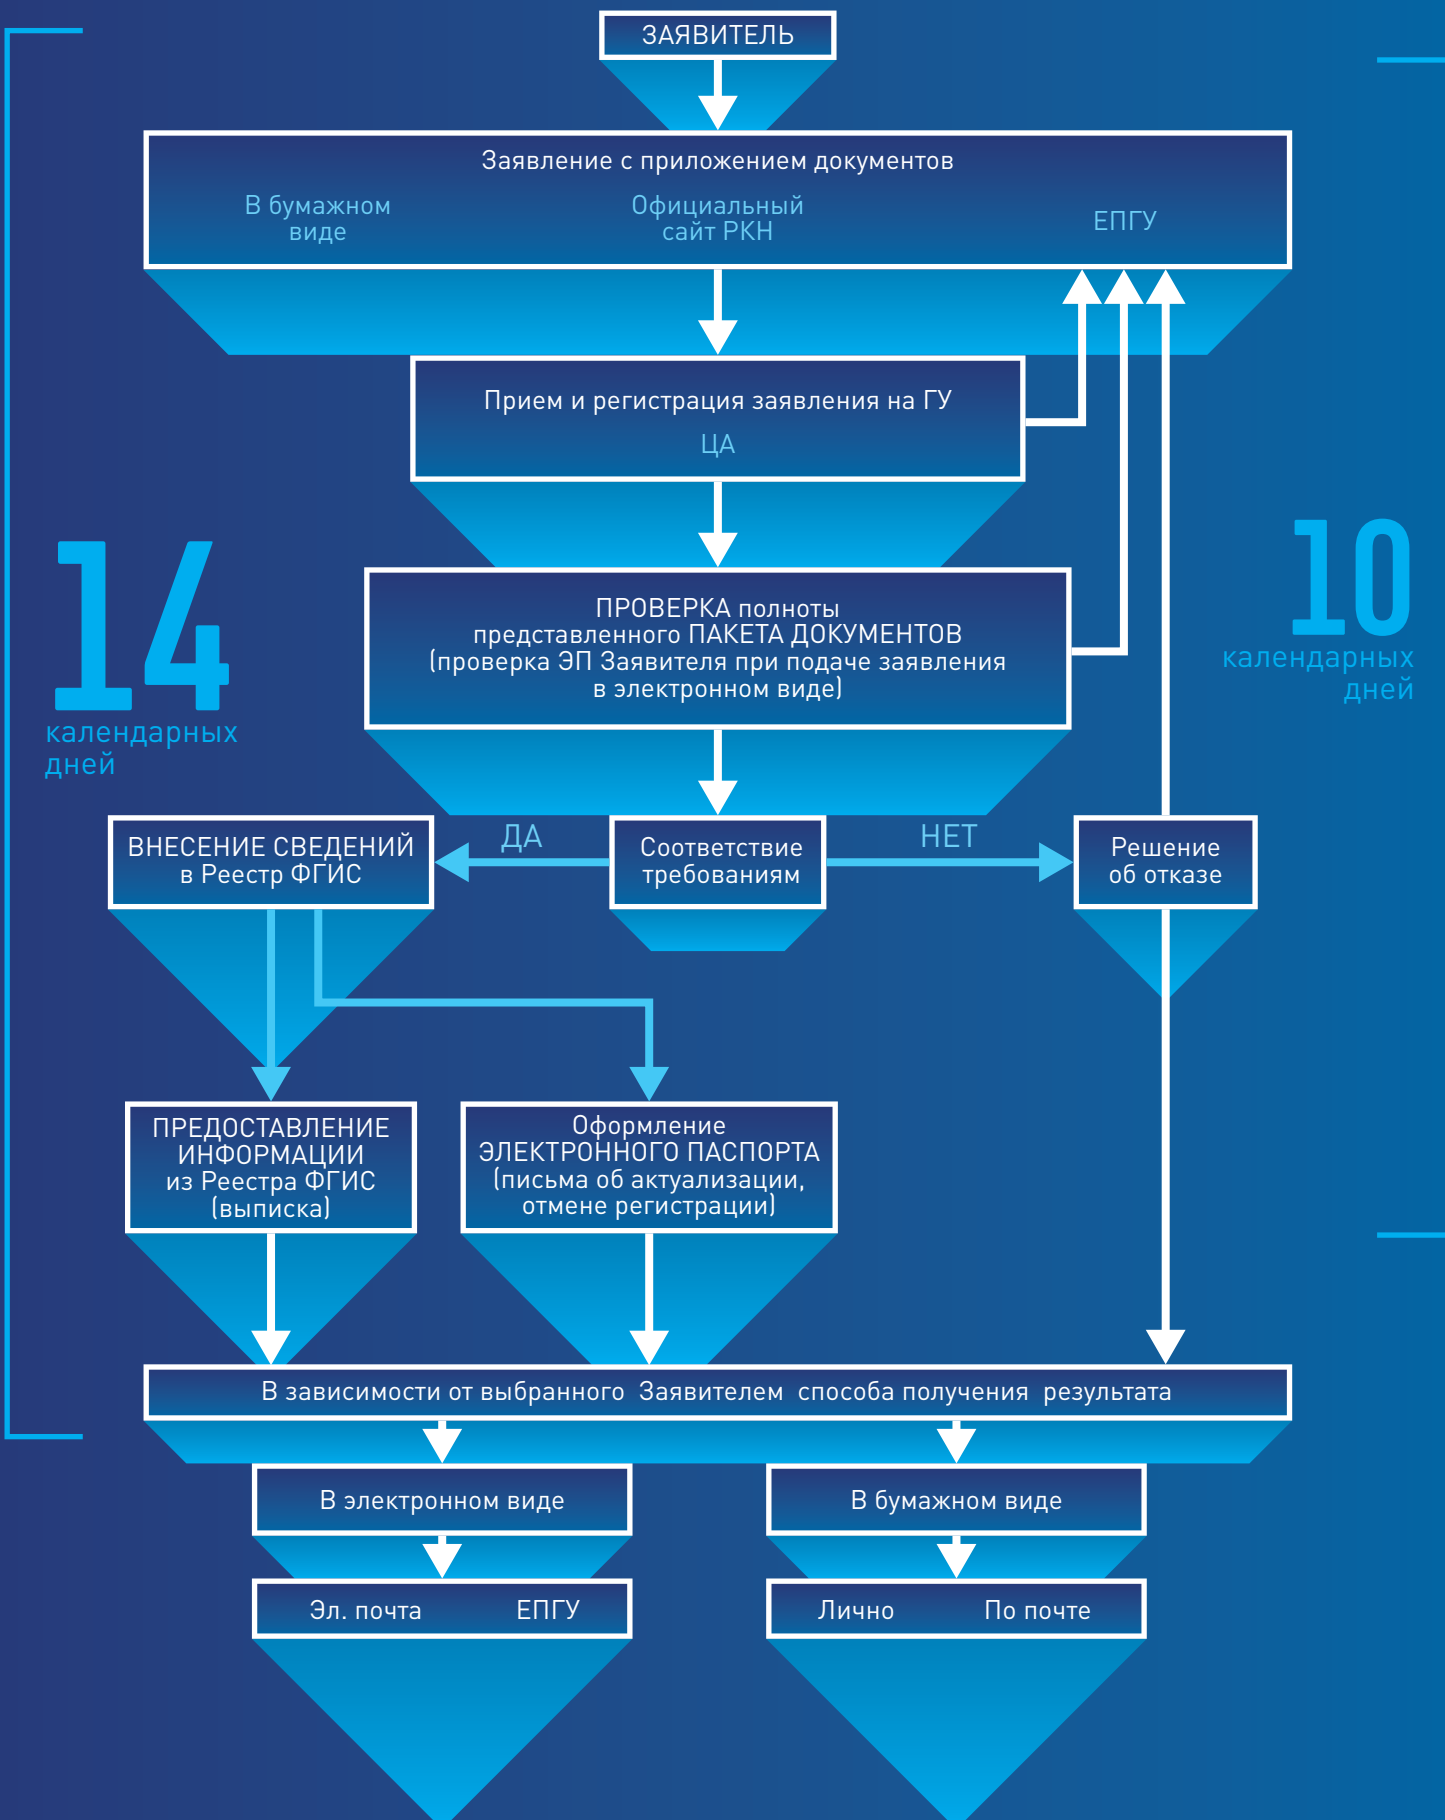 ЗАЯВИТЕЛЬ
Заявление с приложением документов
В бумажном
виде
Официальный
сайт РКН
ЕПГУ
Прием и регистрация заявления на ГУ
ЦА
14
календарных
дней
10
календарных
дней
ПРОВЕРКА полноты
представленного ПАКЕТА ДОКУМЕНТОВ
(проверка ЭП Заявителя при подаче заявления
в электронном виде)
ВНЕСЕНИЕ СВЕДЕНИЙ
в Реестр ФГИС
ДА
Соответствие
требованиям
НЕТ
Решение
об отказе
ПРЕДОСТАВЛЕНИЕ
ИНФОРМАЦИИ
из Реестра ФГИС
(выписка)
Оформление
ЭЛЕКТРОННОГО ПАСПОРТА
(письма об актуализации,
отмене регистрации)
В зависимости от выбранного Заявителем способа получения результата
В электронном виде
В бумажном виде
Эл. почта ЕПГУ
Лично По почте